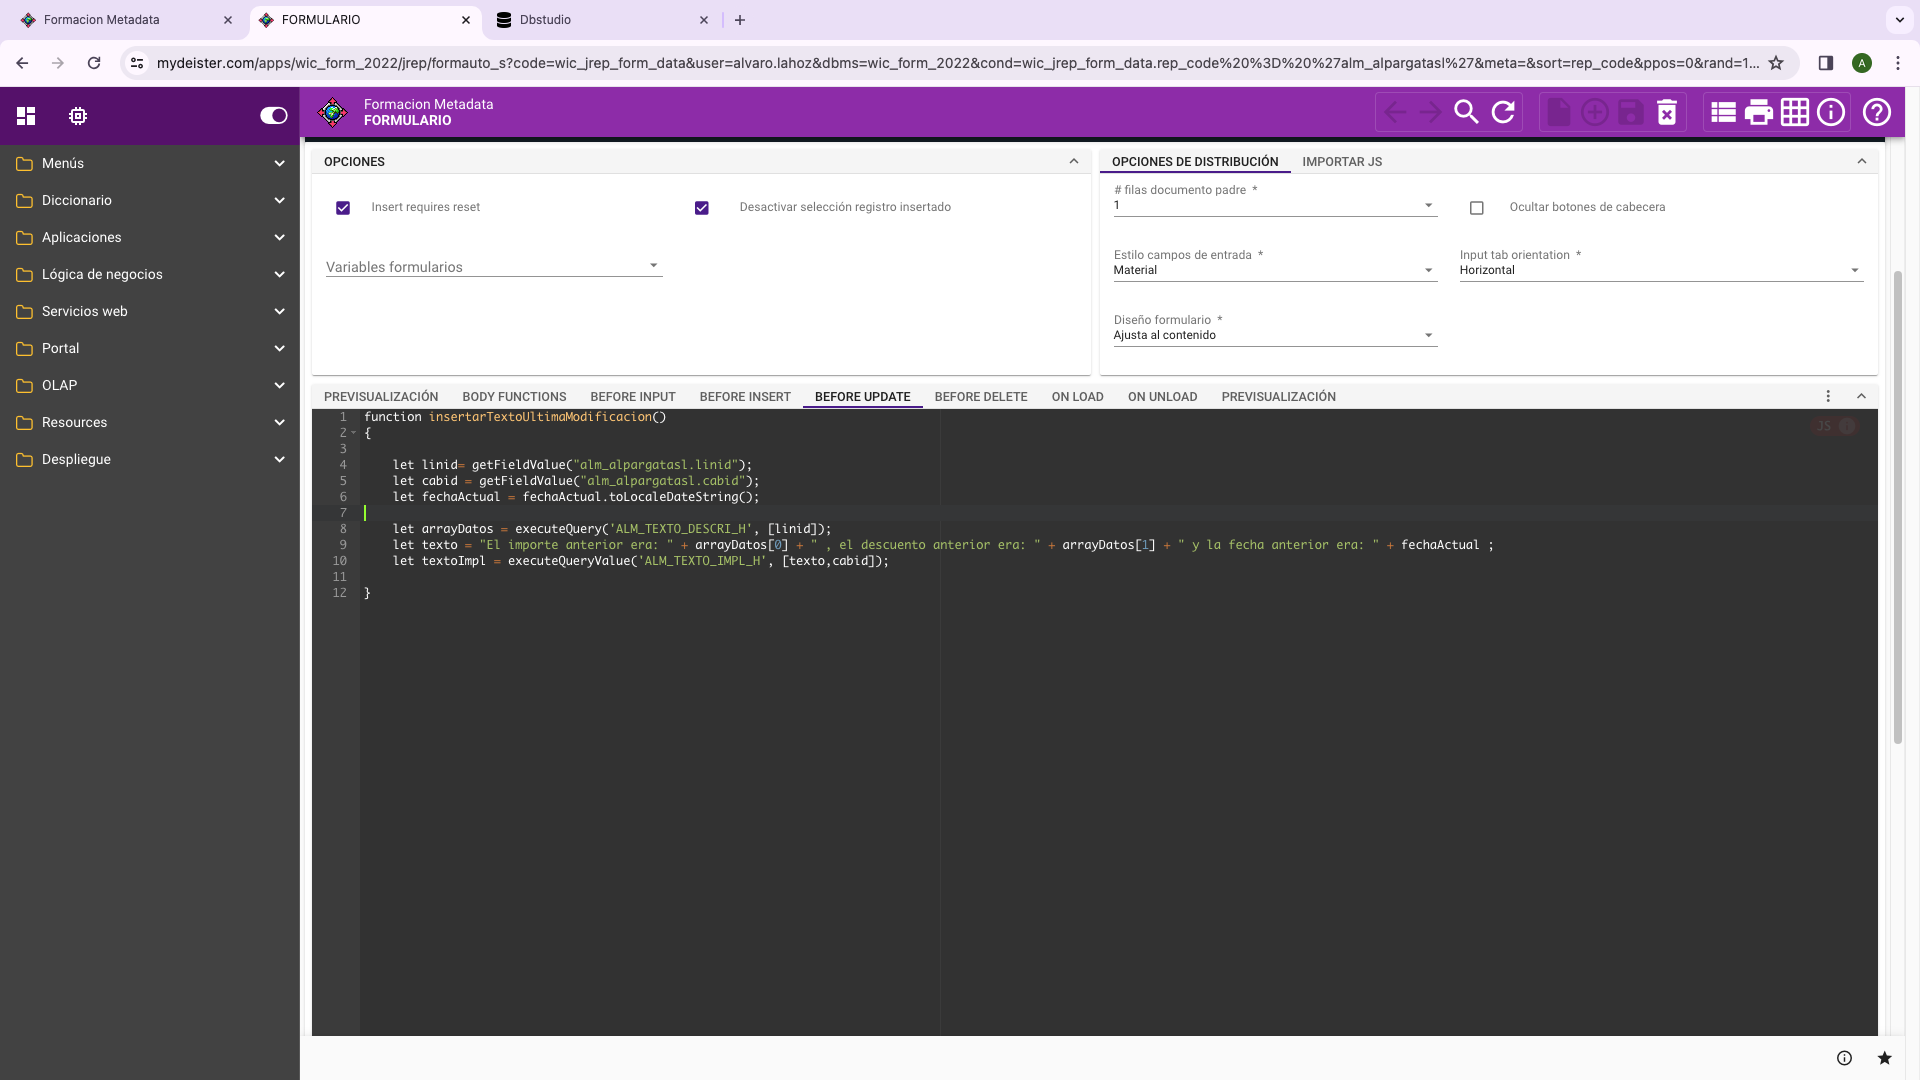 Formacion Metadata
FORMULARIO
Dbstudio
mydeister.com/apps/wic_form_2022/jrep/formauto_s?code=wic_jrep_form_data&user=alvaro.lahoz&dbms=wic_form_2022&cond=wic_jrep_form_data.rep_code%20%3D%20%27alm_alpargatasl%27&meta=&sort=rep_code&ppos=0&rand=1...
A
Formacion Metadata
FORMULARIO
Menús
Diccionario
Aplicaciones
Lógica de negocios
Servicios web
Portal
OLAP
Resources
Despliegue
OPCIONES
Insert requires reset
Desactivar selección registro insertado
Variables formularios
OPCIONES DE DISTRIBUCIÓN
IMPORTAR JS
# filas documento padre *
1
Ocultar botones de cabecera
Estilo campos de entrada *
Material
Input tab orientation *
Horizontal
Diseño formulario *
Ajusta al contenido
PREVISUALIZACIÓN BODY FUNCTIONS BEFORE INPUT BEFORE INSERT BEFORE UPDATE BEFORE DELETE ON LOAD ON UNLOAD PREVISUALIZACIÓN
JS
1 function insertarTextoUltimaModificacion()
2 {
3
4 let linid= getFieldValue("alm_alpargatasl.linid");
5 let cabid = getFieldValue("alm_alpargatasl.cabid");
6 let fechaActual = fechaActual.toLocaleDateString();
7
8 let arrayDatos = executeQuery('ALM_TEXTO_DESCRI_H', [linid]);
9 let texto = "El importe anterior era: " + arrayDatos[0] + " , el descuento anterior era: " + arrayDatos[1] + " y la fecha anterior era: " + fechaActual ;
10 let textoImpl = executeQueryValue('ALM_TEXTO_IMPL_H', [texto,cabid]);
11
12 }